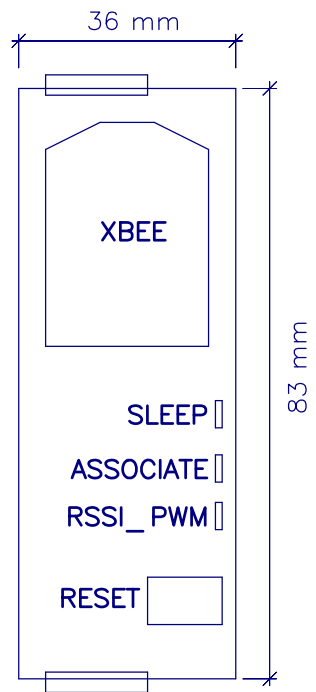 36 mm
XBEE
83 mm
SLEEP
ASSOCIATE
RSSI_PWM
RESET